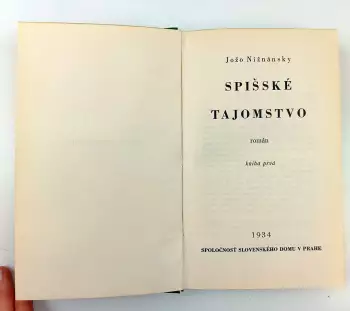 Jožo Nižnánsky
SPIŠSKÉ
TAJOMSTVO
román
kniha prvá
1934
SPOLOČNOSŤ SLOVENSKÉHO DOMU V PRAHE